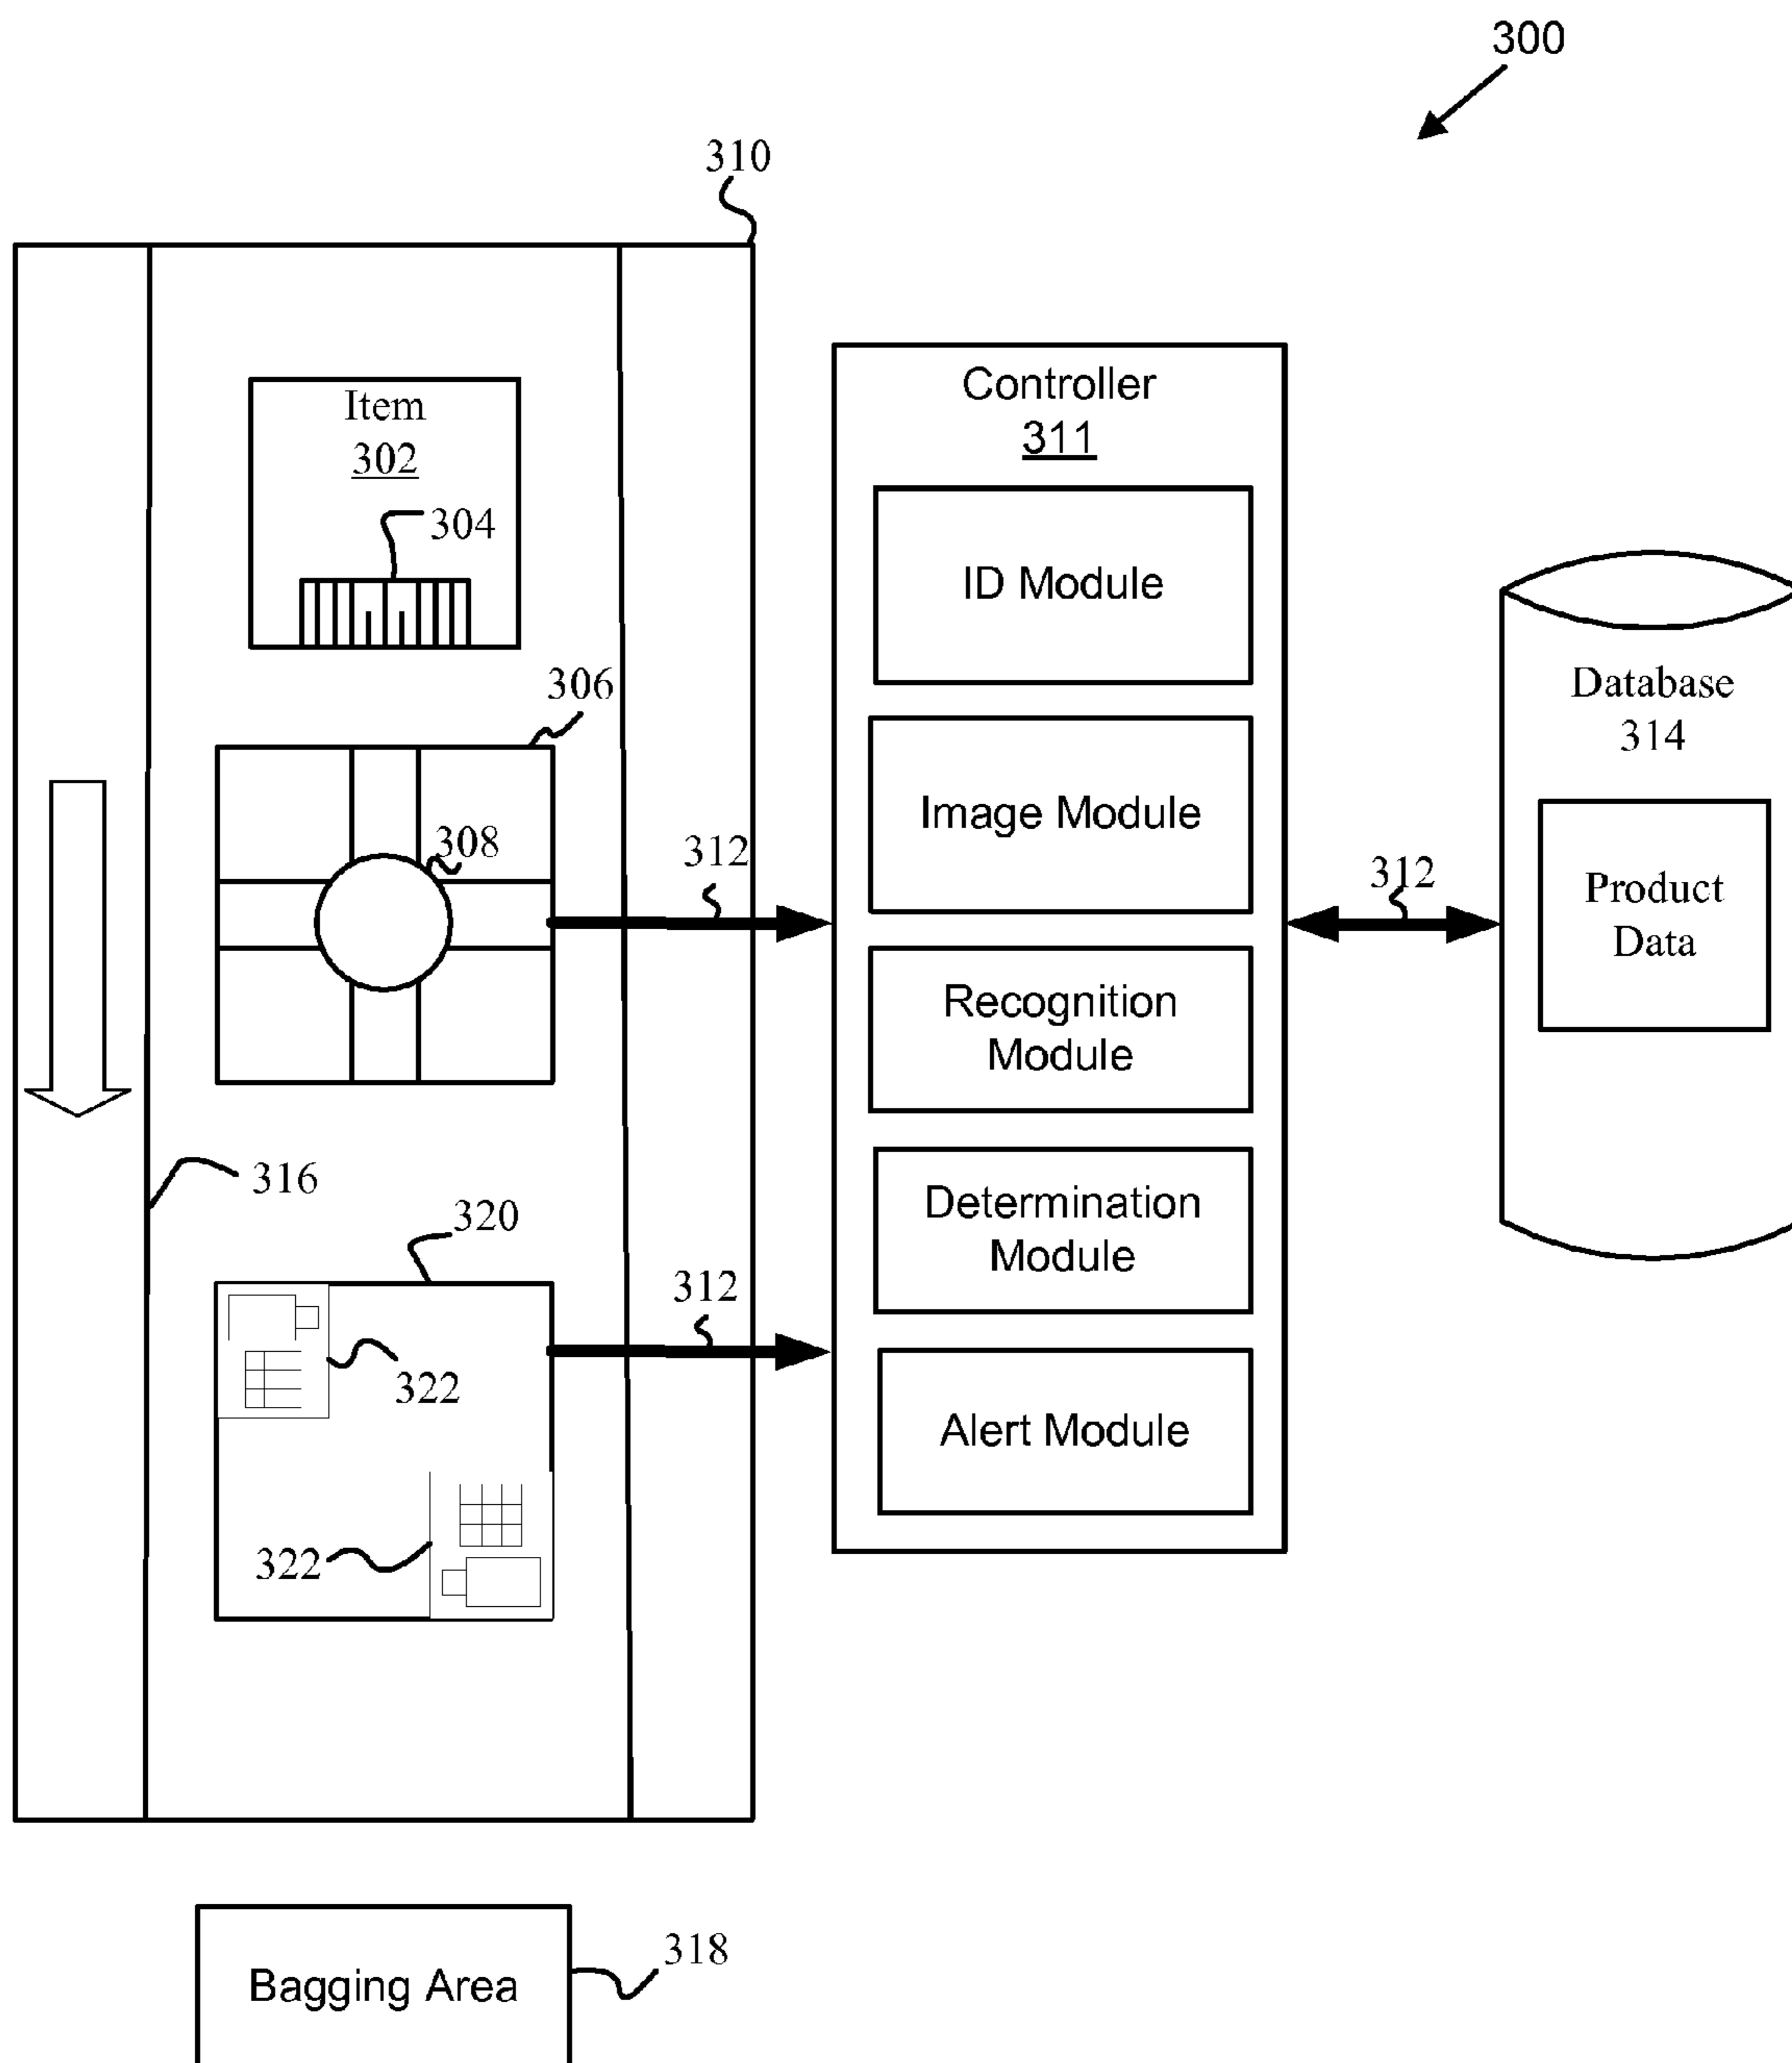 300
310
Item
302
304
306
308
312
316
320
322
322
312
Controller
311
ID Module
Image Module
Recognition
Module
Determination
Module
Alert Module
312
Database
314
Product
Data
Bagging Area
318